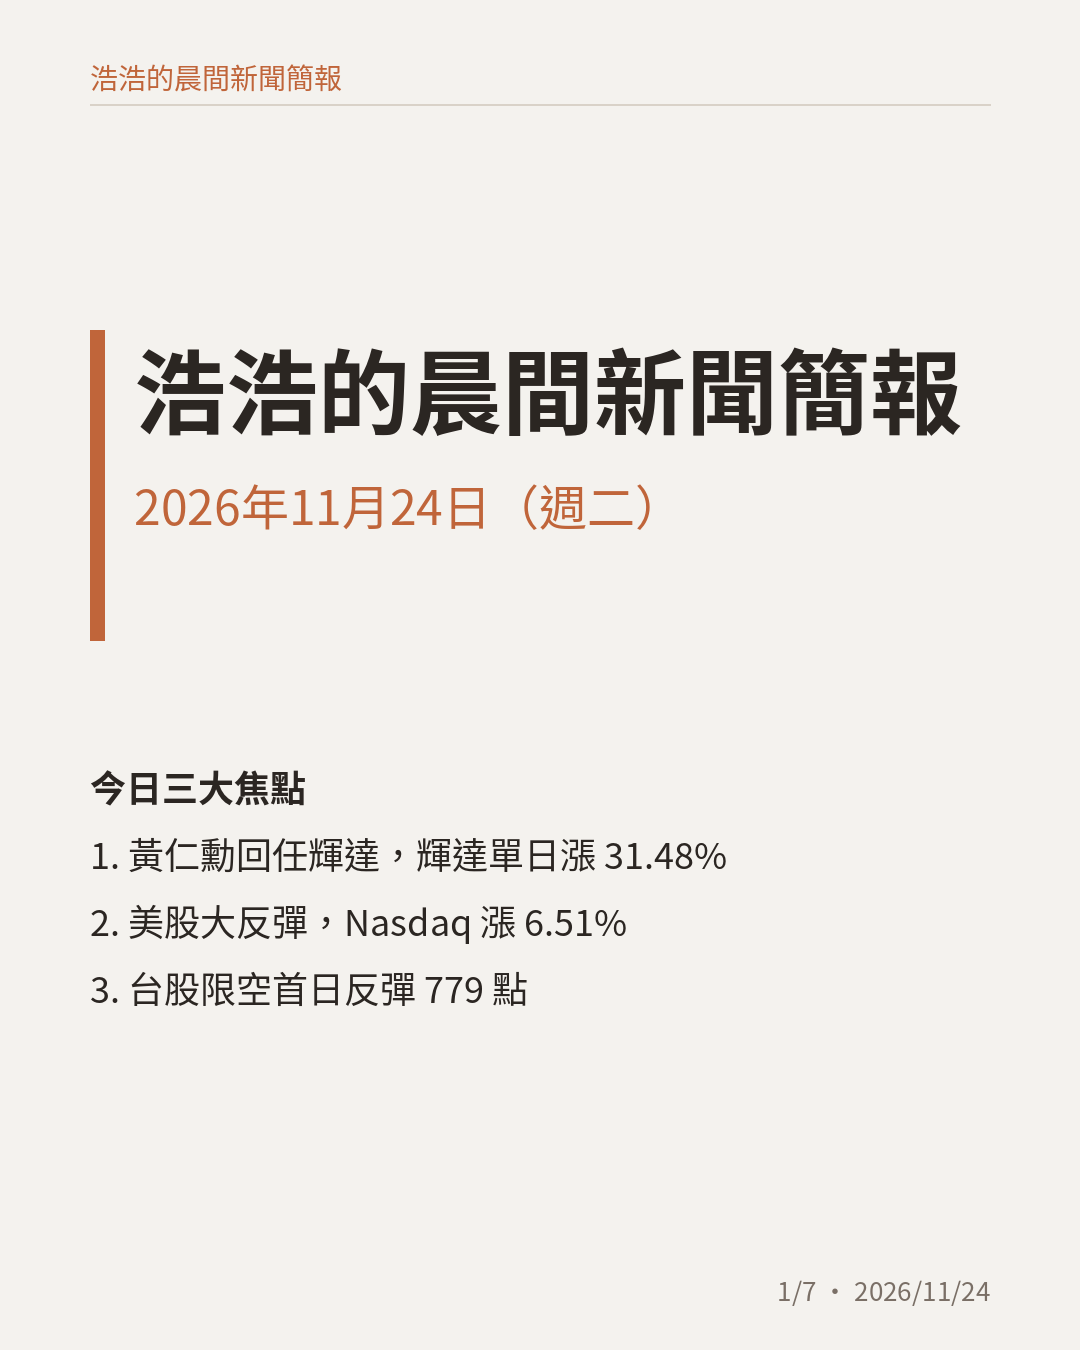 浩浩的晨間新聞簡報
浩浩的晨間新聞簡報
2026年11月24日（週二）
今日三大焦點
1. 黃仁勳回任輝達，輝達單日漲 31.48%
2. 美股大反彈，Nasdaq 漲 6.51%
3. 台股限空首日反彈 779 點
1/7 · 2026/11/24